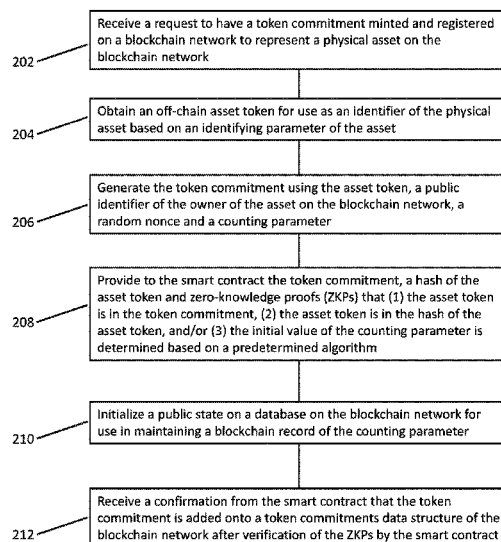 Receive a request to have a token commitment minted and registered
on a blockchain network to represent a physical asset on the
blockchain network
202
Obtain an off-chain asset token for use as an identifier of the physical
asset based on an identifying parameter of the asset
204
Generate the token commitment using the asset token, a public
identifier of the owner of the asset on the blockchain network, a
random nonce and a counting parameter
206
Provide to the smart contract the token commitment, a hash of the
asset token and zero-knowledge proofs (ZKPs) that (1) the asset token
is in the token commitment, (2) the asset token is in the hash of the
asset token, and/or (3) the initial value of the counting parameter is
determined based on a predetermined algorithm
208
Initialize a public state on a database on the blockchain network for
use in maintaining a blockchain record of the counting parameter
210
Receive a confirmation from the smart contract that the token
commitment is added onto a token commitments data structure of the
blockchain network after verification of the ZKPs by the smart contract
212